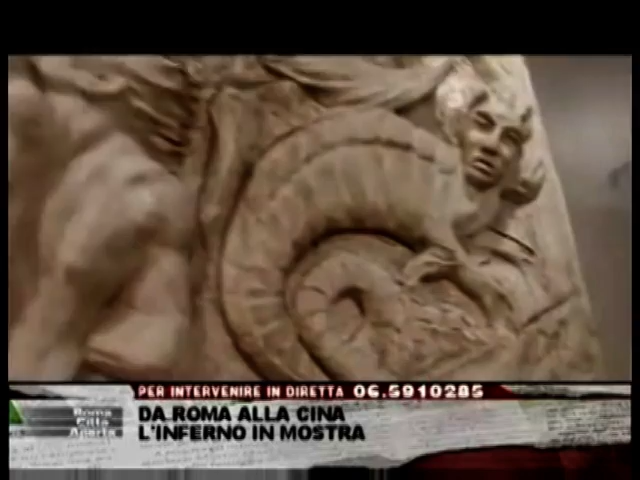 PER INTERVENIRE IN DIRETTA 06.5910285
Roma
Città
Aperta
DA ROMA ALLA CINA
L'INFERNO IN MOSTRA